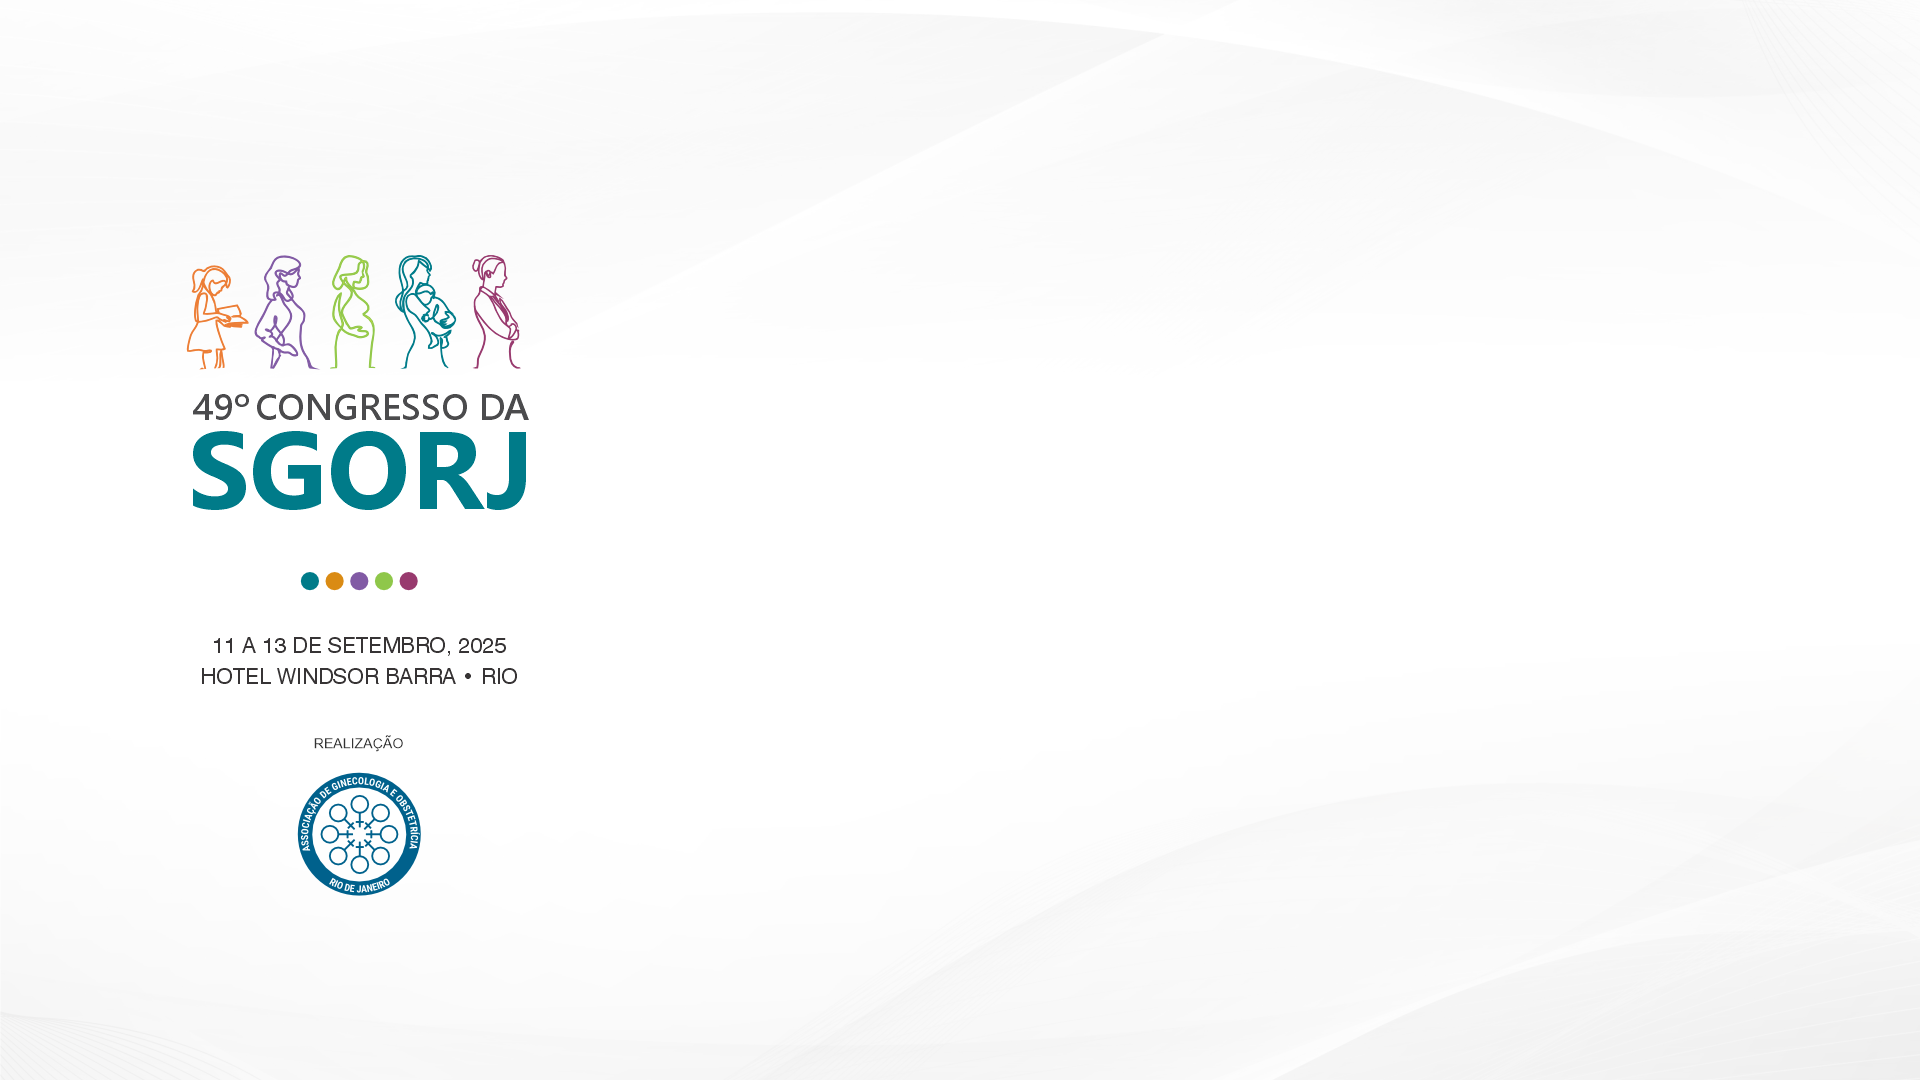 49º CONGRESSO DA
SGORJ
11 A 13 DE SETEMBRO, 2025
HOTEL WINDSOR BARRA • RIO
REALIZAÇÃO
ASSOCIAÇÃO DE GINECOLOGIA E OBSTETRÍCIA
RIO DE JANEIRO